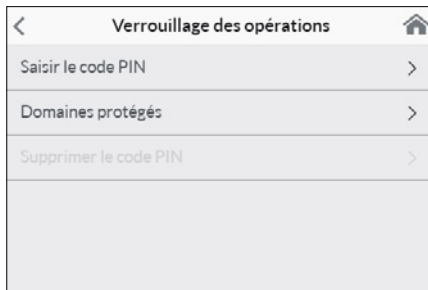 Verrouillage des opérations
Saisir le code PIN
Domaines protégés
Supprimer le code PIN